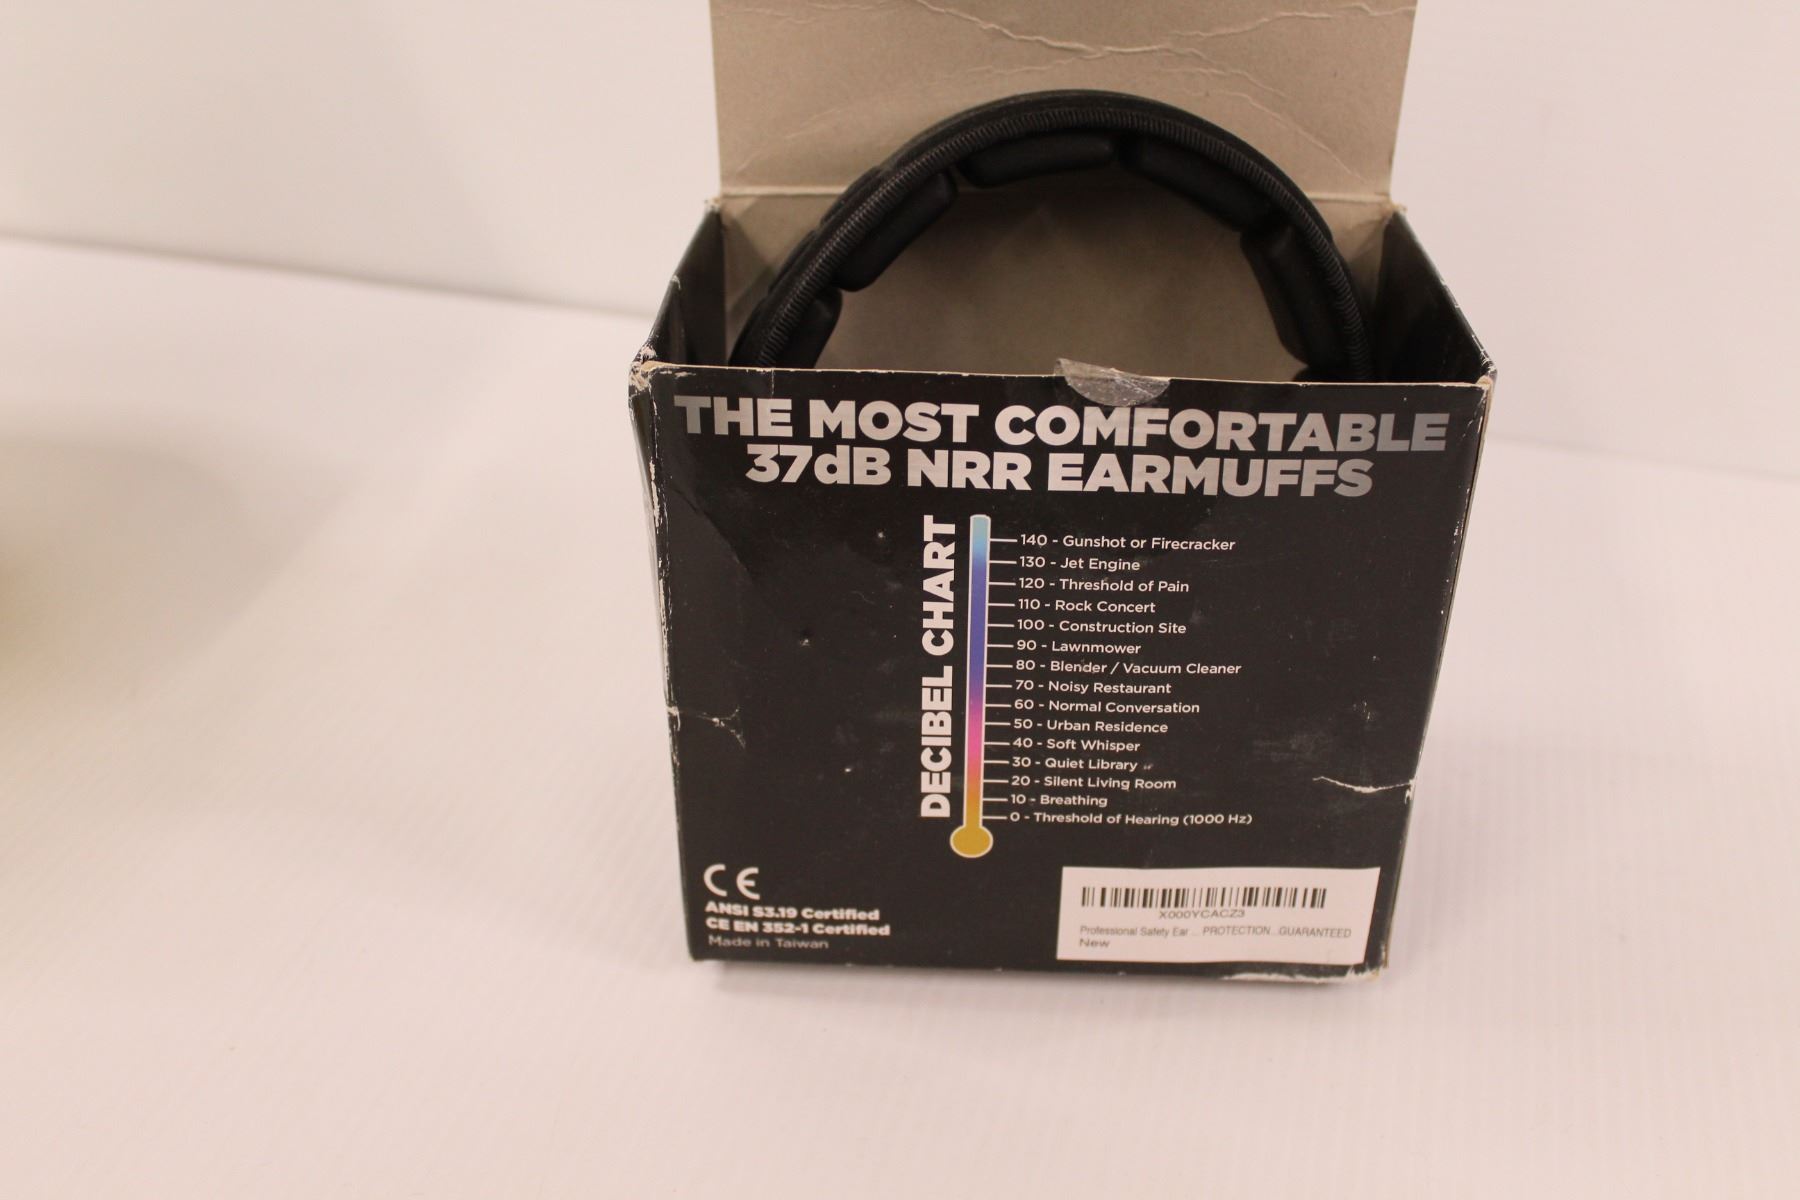 THE MOST COMFORTABLE
37dB NRR EARMUFFS
DECIBEL CHART
140 - Gunshot or Firecracker
130 - Jet Engine
120 - Threshold of Pain
110 - Rock Concert
100 - Construction Site
90 - Lawnmower
80 - Blender / Vacuum Cleaner
70 - Noisy Restaurant
60 - Normal Conversation
50 - Urban Residence
40 - Soft Whisper
30 - Quiet Library
20 - Silent Living Room
10 - Breathing
0 - Threshold of Hearing (1000 Hz)
CE
ANSI S3.19 Certified
CE EN 352-1 Certified
Made in Taiwan
X000YCACZ3
Professional Safety Ear ... PROTECTION...GUARANTEED
New